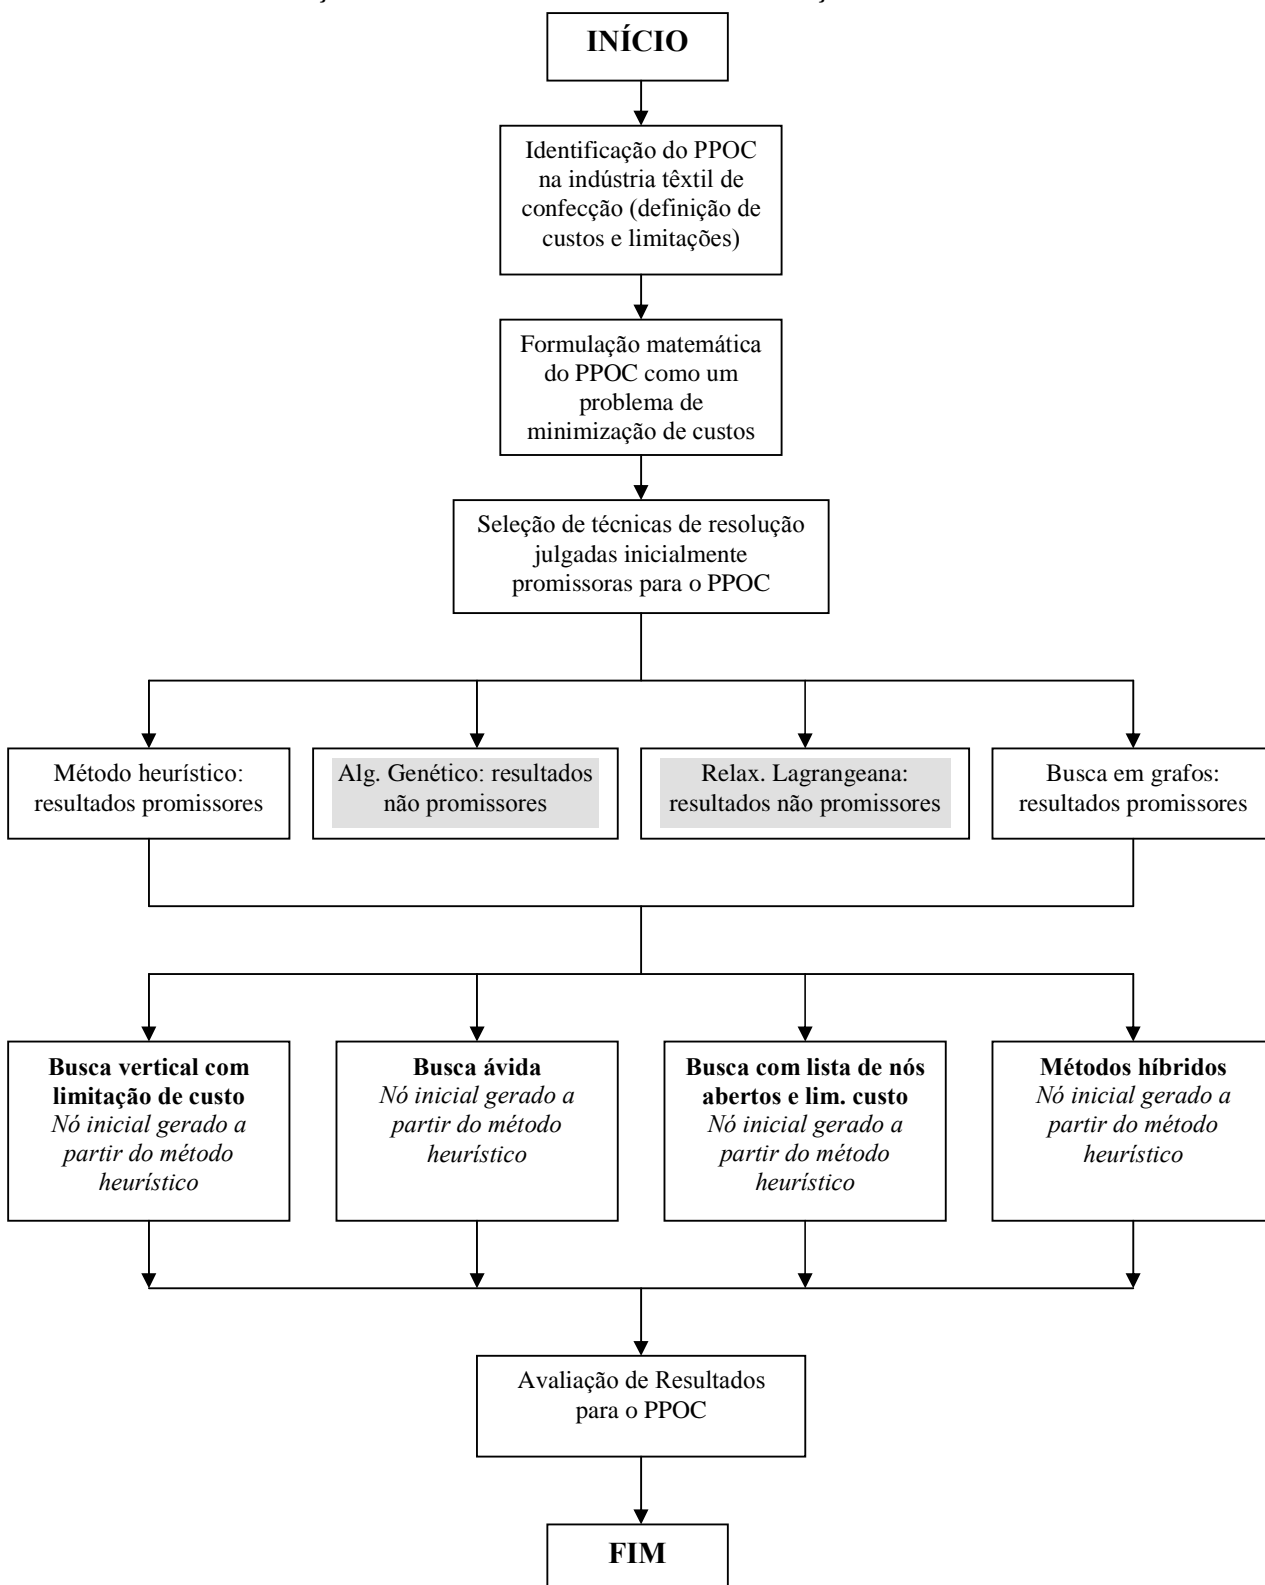 INÍCIO
Identificação do PPOC
na indústria têxtil de
confecção (definição de
custos e limitações)
Formulação matemática
do PPOC como um
problema de
minimização de custos
Seleção de técnicas de resolução
julgadas inicialmente
promissoras para o PPOC
Método heurístico:
resultados promissores
Alg. Genético: resultados
não promissores
Relax. Lagrangeana:
resultados não promissores
Busca em grafos:
resultados promissores
Busca vertical com
limitação de custo
Nó inicial gerado a
partir do método
heurístico
Busca ávida
Nó inicial gerado a
partir do método
heurístico
Busca com lista de nós
abertos e lim. custo
Nó inicial gerado a
partir do método
heurístico
Métodos híbridos
Nó inicial gerado a
partir do método
heurístico
Avaliação de Resultados
para o PPOC
FIM